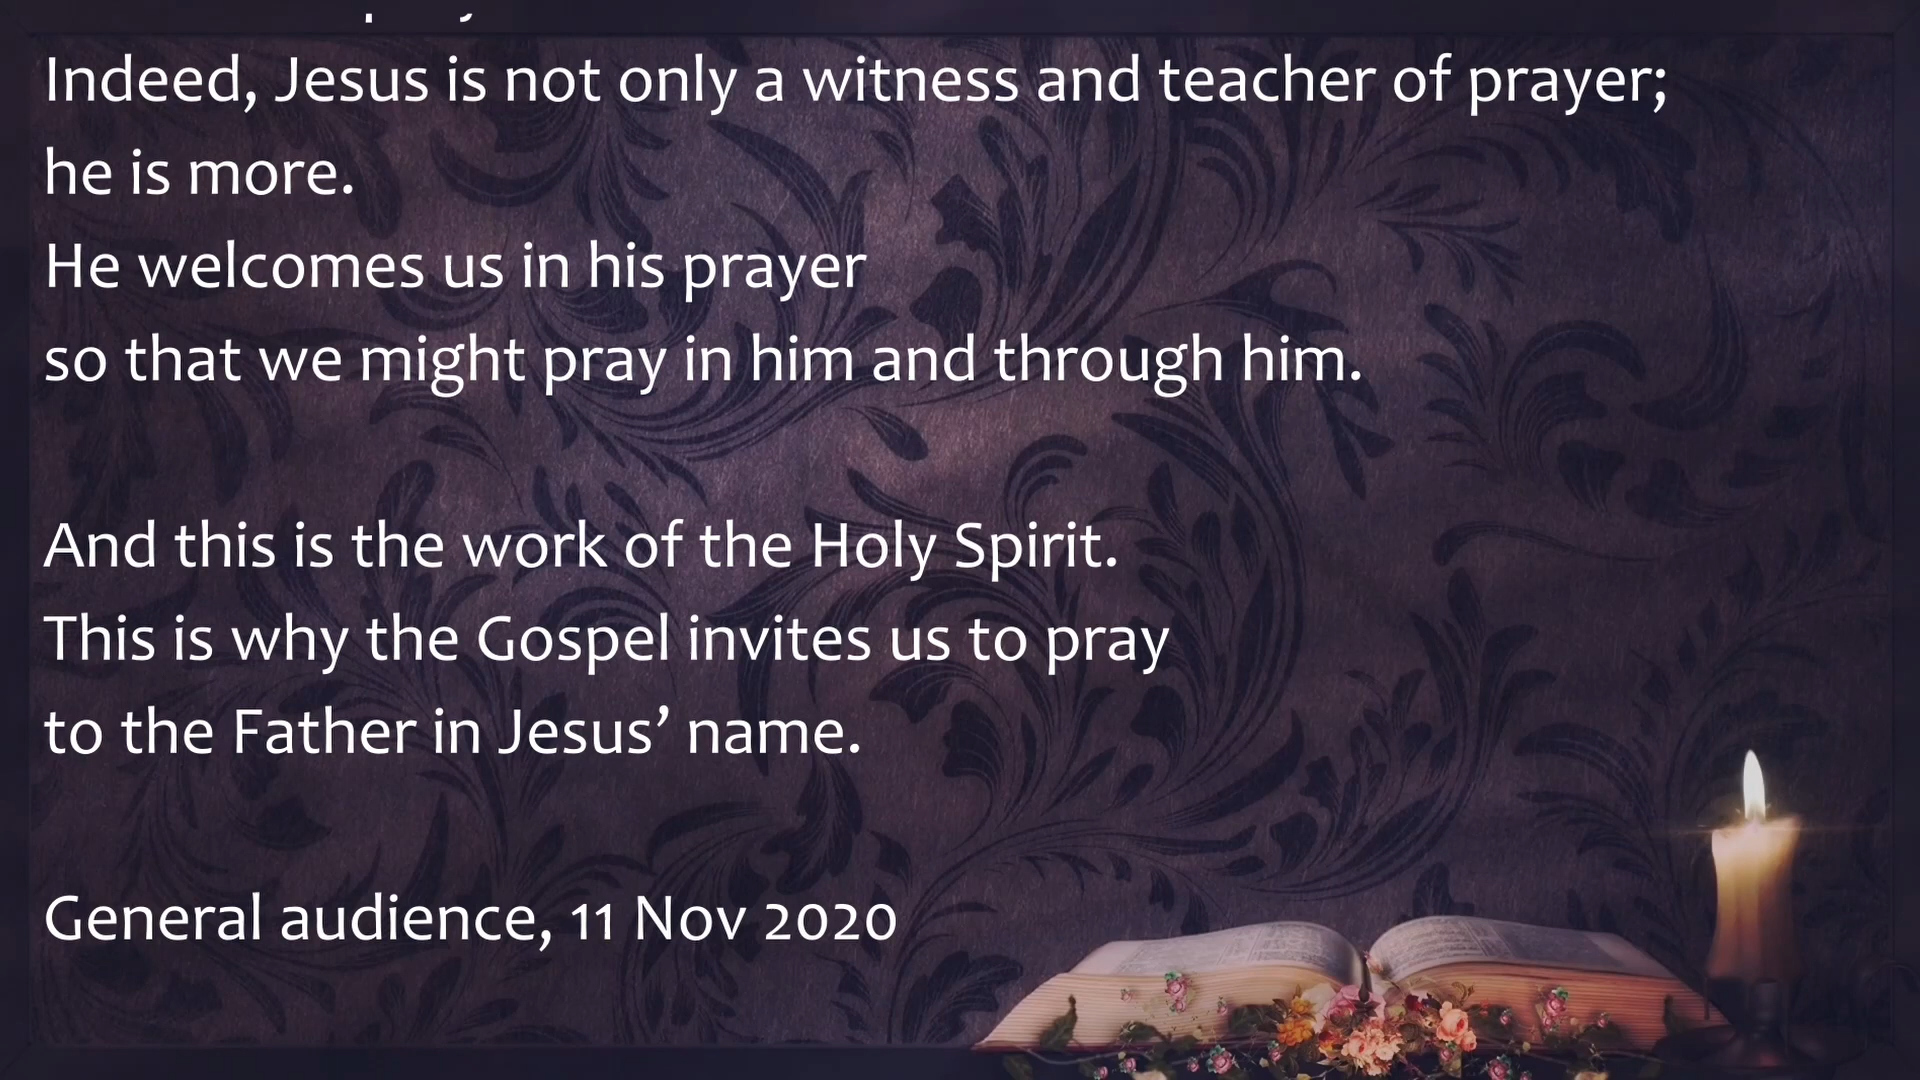 Indeed, Jesus is not only a witness and teacher of prayer;
he is more.
He welcomes us in his prayer
so that we might pray in him and through him.
And this is the work of the Holy Spirit.
This is why the Gospel invites us to pray
to the Father in Jesus’ name.
General audience, 11 Nov 2020